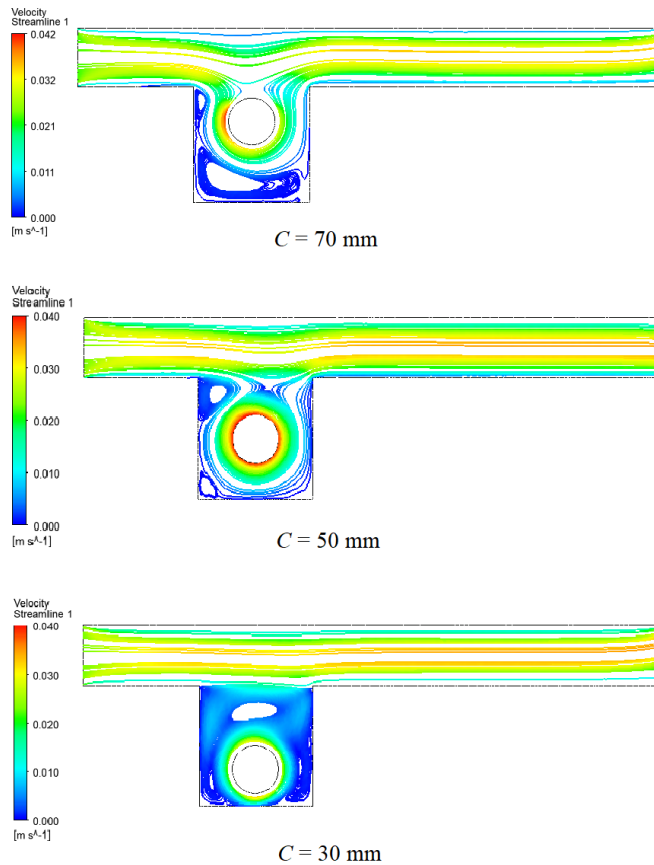 Velocity
Streamline 1
0.042
0.032
0.021
0.011
0.000
[m s^-1]
C = 70 mm
Velocity
Streamline 1
0.040
0.030
0.020
0.010
0.000
[m s^-1]
C = 50 mm
Velocity
Streamline 1
0.040
0.030
0.020
0.010
0.000
[m s^-1]
C = 30 mm